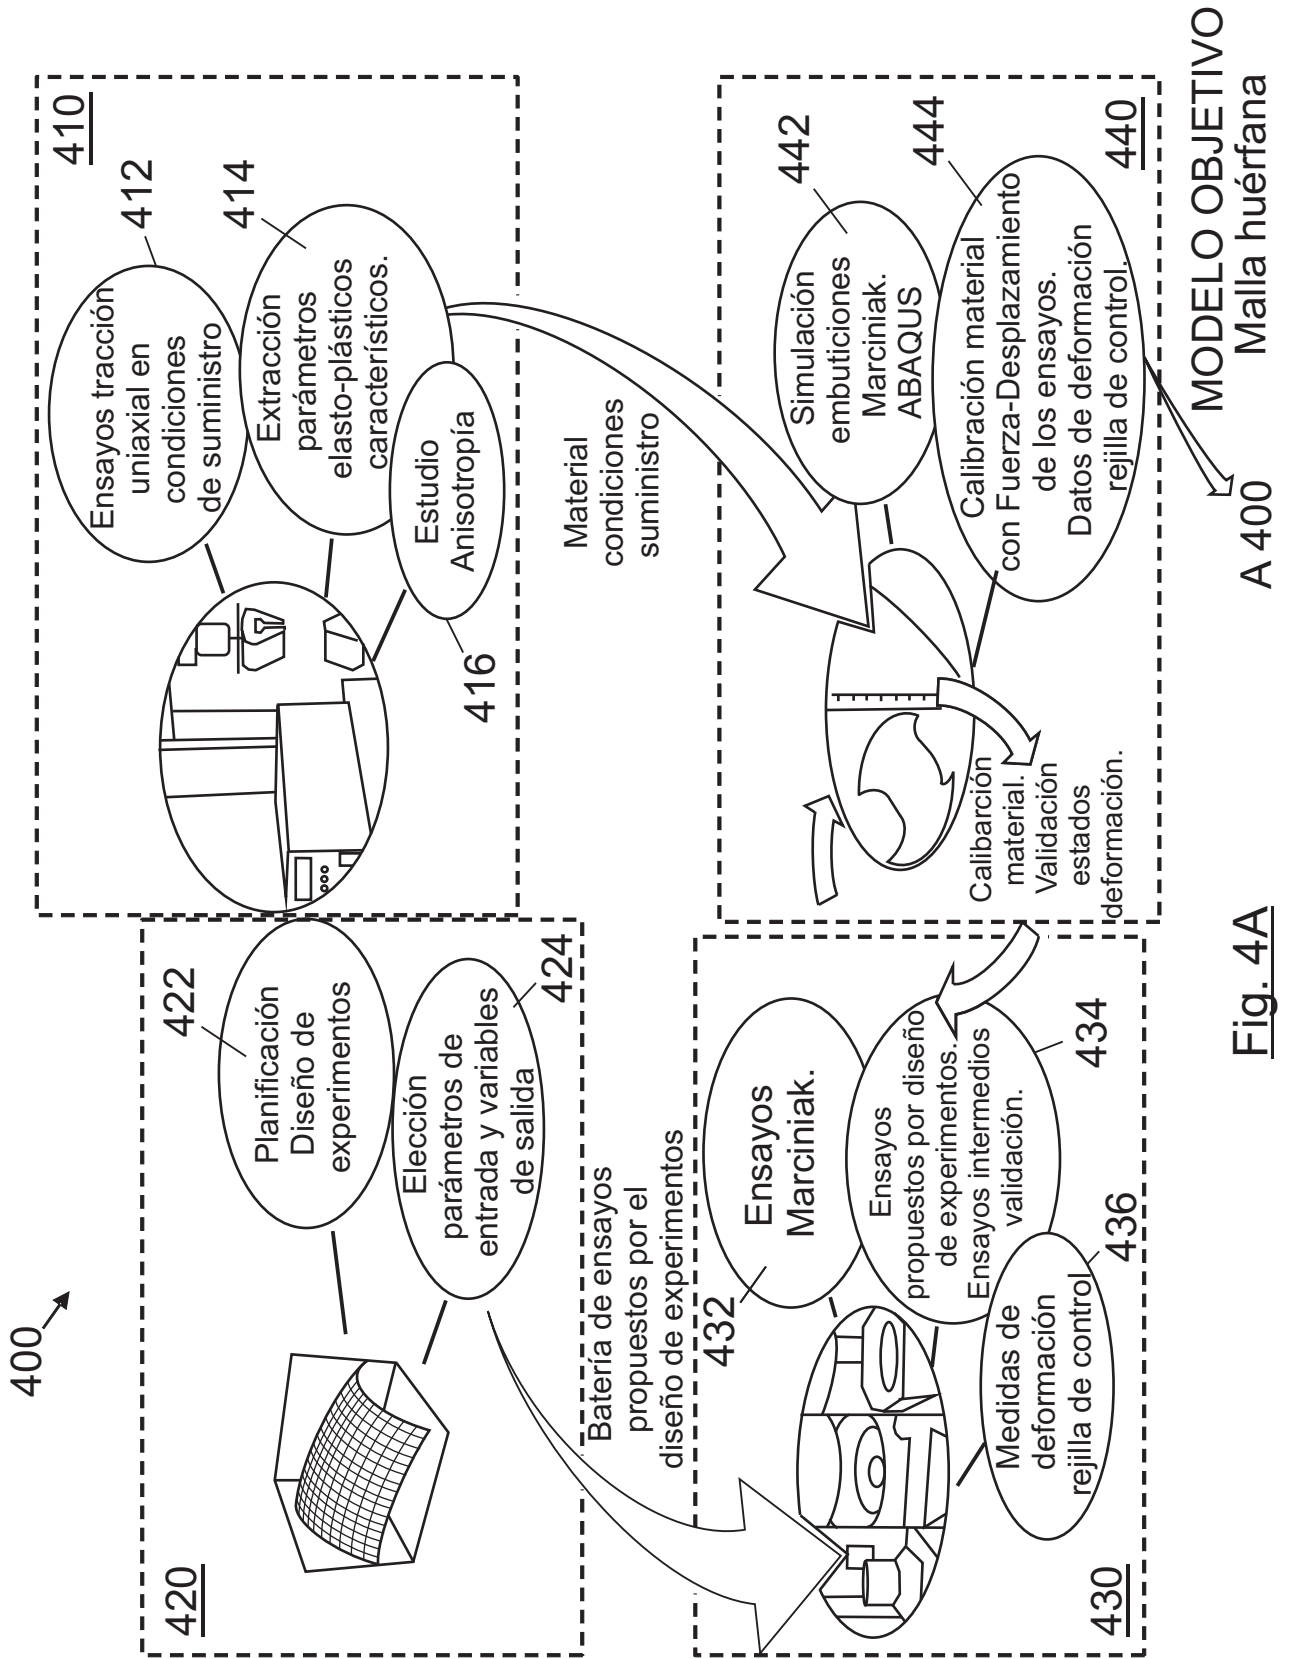 400
420
422
Planificación
Diseño de
experimentos
Elección
parámetros de
entrada y variables
de salida
424
410
412
Ensayos tracción
uniaxial en
condiciones
de suministro
414
Extracción
parámetros
elasto-plásticos
característicos.
Estudio
Anisotropía
416
Batería de ensayos
propuestos por el
diseño de experimentos
Material
condiciones
suministro
432
Ensayos
Marciniak.
Ensayos
propuestos por diseño
de experimentos.
Ensayos intermedios
validación.
434
Medidas de
deformación
rejilla de control
436
430
442
Simulación
embuticiones
Marciniak.
ABAQUS
444
Calibración material
con Fuerza-Desplazamiento
de los ensayos.
Datos de deformación
rejilla de control.
440
Calibarción
material.
Validación
estados
deformación.
MODELO OBJETIVO
Malla huérfana
A 400
Fig. 4A